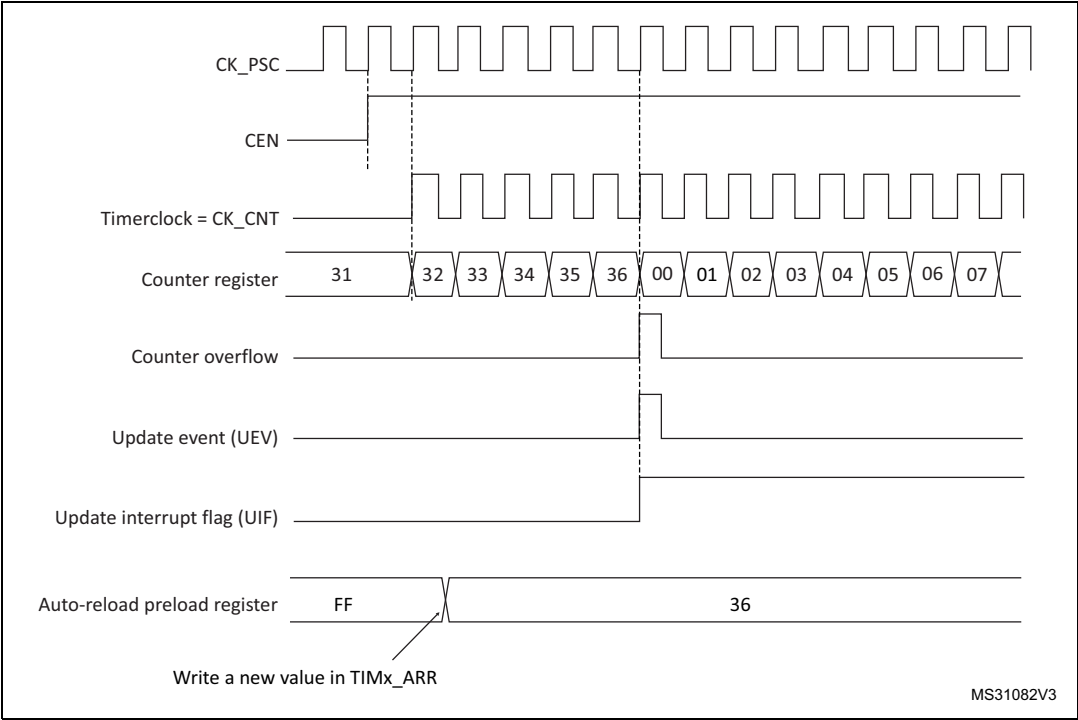 CK_PSC
CEN
Timerclock = CK_CNT
Counter register 31 32 33 34 35 36 00 01 02 03 04 05 06 07
Counter overflow
Update event (UEV)
Update interrupt flag (UIF)
Auto-reload preload register FF 36
Write a new value in TIMx_ARR
MS31082V3